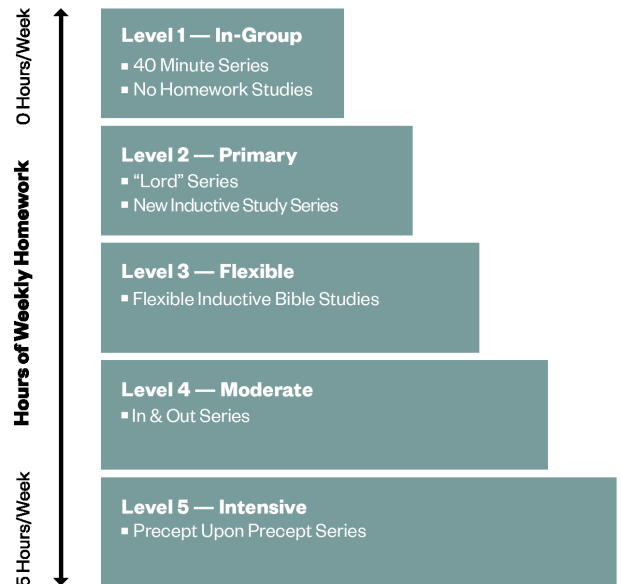 0 Hours/Week
Hours of Weekly Homework
5 Hours/Week
Level 1 — In-Group
▪ 40 Minute Series
▪ No Homework Studies
Level 2 — Primary
▪ “Lord” Series
▪ New Inductive Study Series
Level 3 — Flexible
▪ Flexible Inductive Bible Studies
Level 4 — Moderate
▪ In & Out Series
Level 5 — Intensive
▪ Precept Upon Precept Series